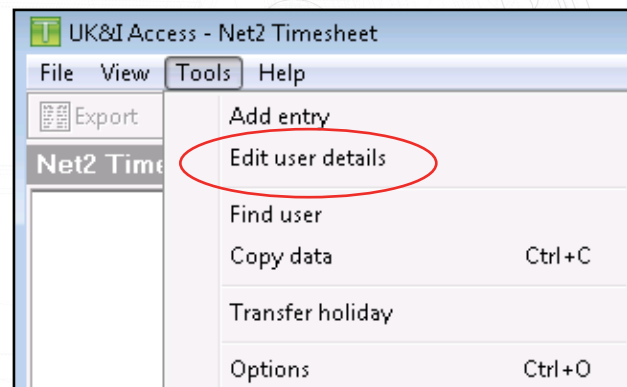 UK&I Access - Net2 Timesheet
File View Tools Help
Export
Add entry
Net2 Time
Edit user details
Find user
Copy data Ctrl+C
Transfer holiday
Options Ctrl+O